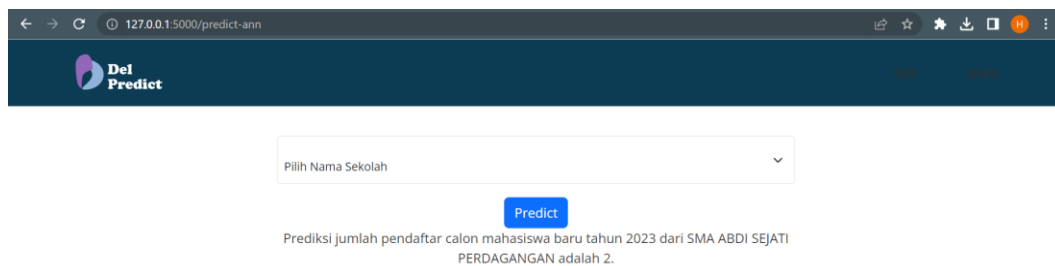 127.0.0.1:5000/predict-ann
H
Del
Predict
Pilih Nama Sekolah
Predict
Prediksi jumlah pendaftar calon mahasiswa baru tahun 2023 dari SMA ABDI SEJATI
PERDAGANGAN adalah 2.